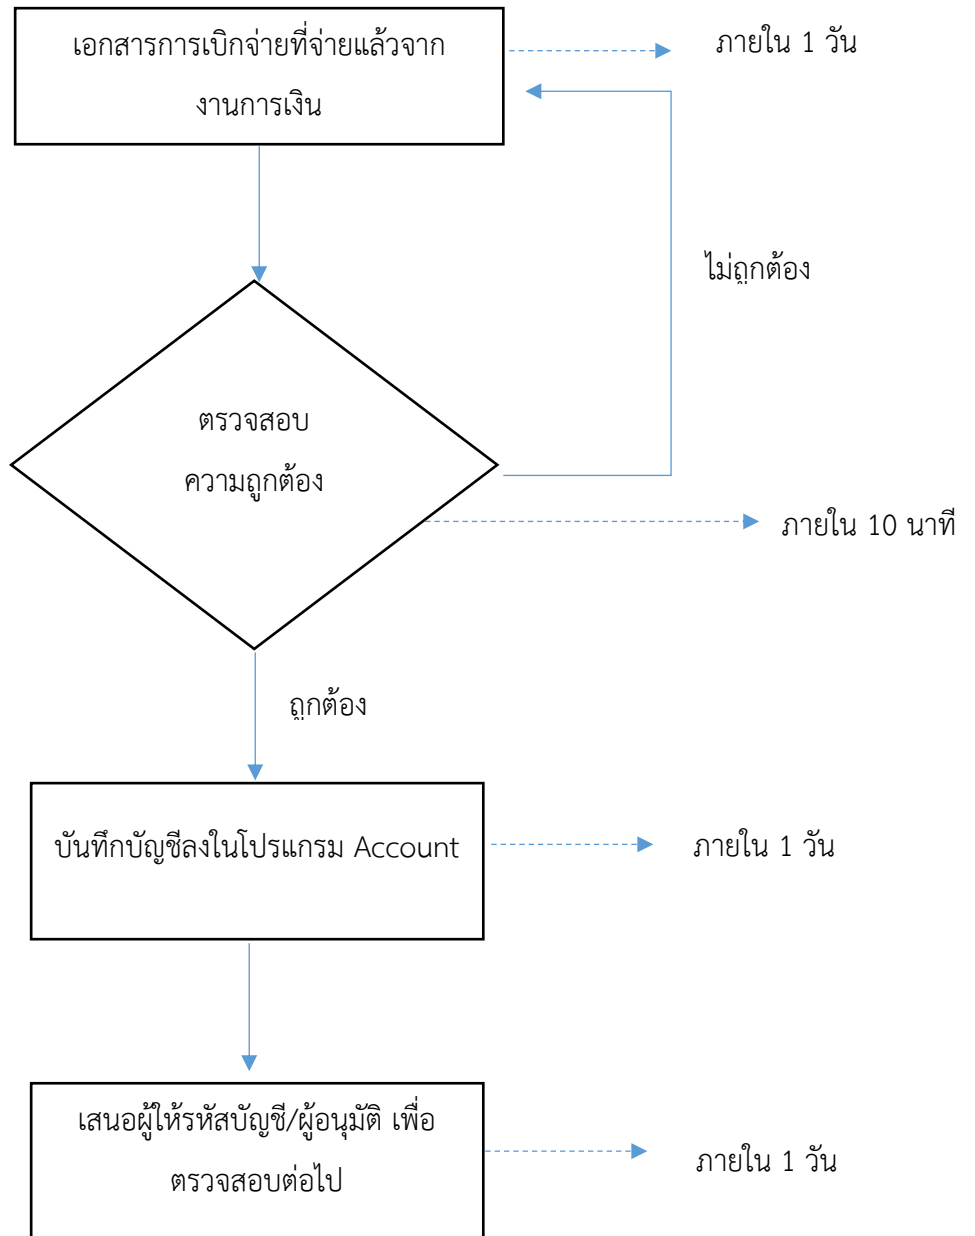 เอกสารการเบิกจ่ายที่จ่ายแล้วจาก
งานการเงิน
ภายใน 1 วัน
ไม่ถูกต้อง
ตรวจสอบ
ความถูกต้อง
ภายใน 10 นาที
ถูกต้อง
บันทึกบัญชีลงในโปรแกรม Account
ภายใน 1 วัน
เสนอผู้ให้รหัสบัญชี/ผู้อนุมัติ เพื่อ
ตรวจสอบต่อไป
ภายใน 1 วัน